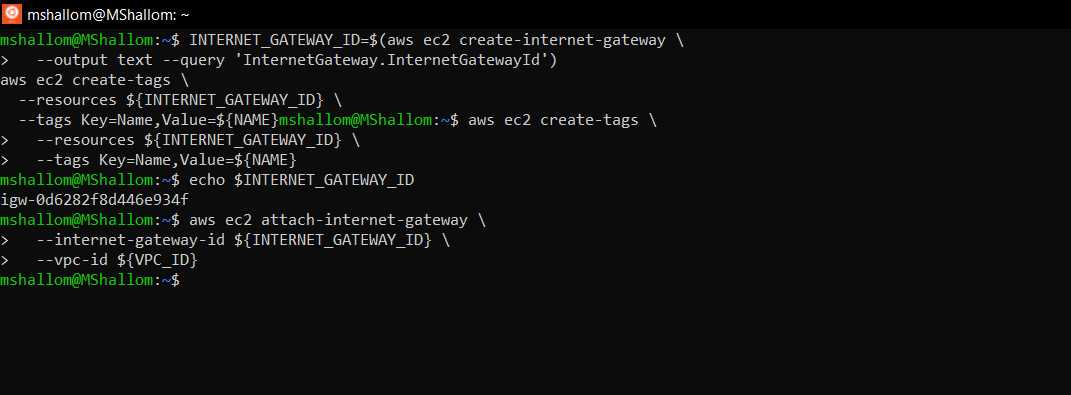 mshallom@MShallom: ~
mshallom@MShallom:~$ INTERNET_GATEWAY_ID=$(aws ec2 create-internet-gateway \
>   --output text --query 'InternetGateway.InternetGatewayId')
aws ec2 create-tags \
  --resources ${INTERNET_GATEWAY_ID} \
  --tags Key=Name,Value=${NAME}mshallom@MShallom:~$ aws ec2 create-tags \
>   --resources ${INTERNET_GATEWAY_ID} \
>   --tags Key=Name,Value=${NAME}
mshallom@MShallom:~$ echo $INTERNET_GATEWAY_ID
igw-0d6282f8d446e934f
mshallom@MShallom:~$ aws ec2 attach-internet-gateway \
>   --internet-gateway-id ${INTERNET_GATEWAY_ID} \
>   --vpc-id ${VPC_ID}
mshallom@MShallom:~$